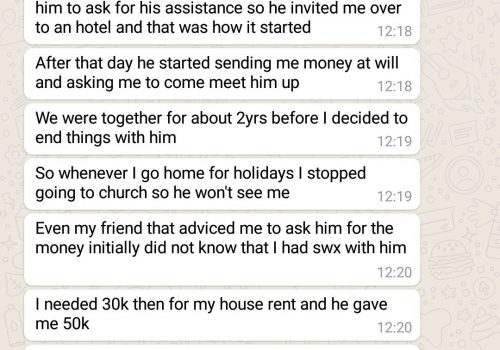 him to ask for his assistance so he invited me over
to an hotel and that was how it started
12:18
After that day he started sending me money at will
and asking me to come meet him up
12:18
We were together for about 2yrs before I decided to
end things with him
12:19
So whenever I go home for holidays I stopped
going to church so he won't see me
12:19
Even my friend that adviced me to ask him for the
money initially did not know that I had swx with him
12:20
I needed 30k then for my house rent and he gave
me 50k
12:20